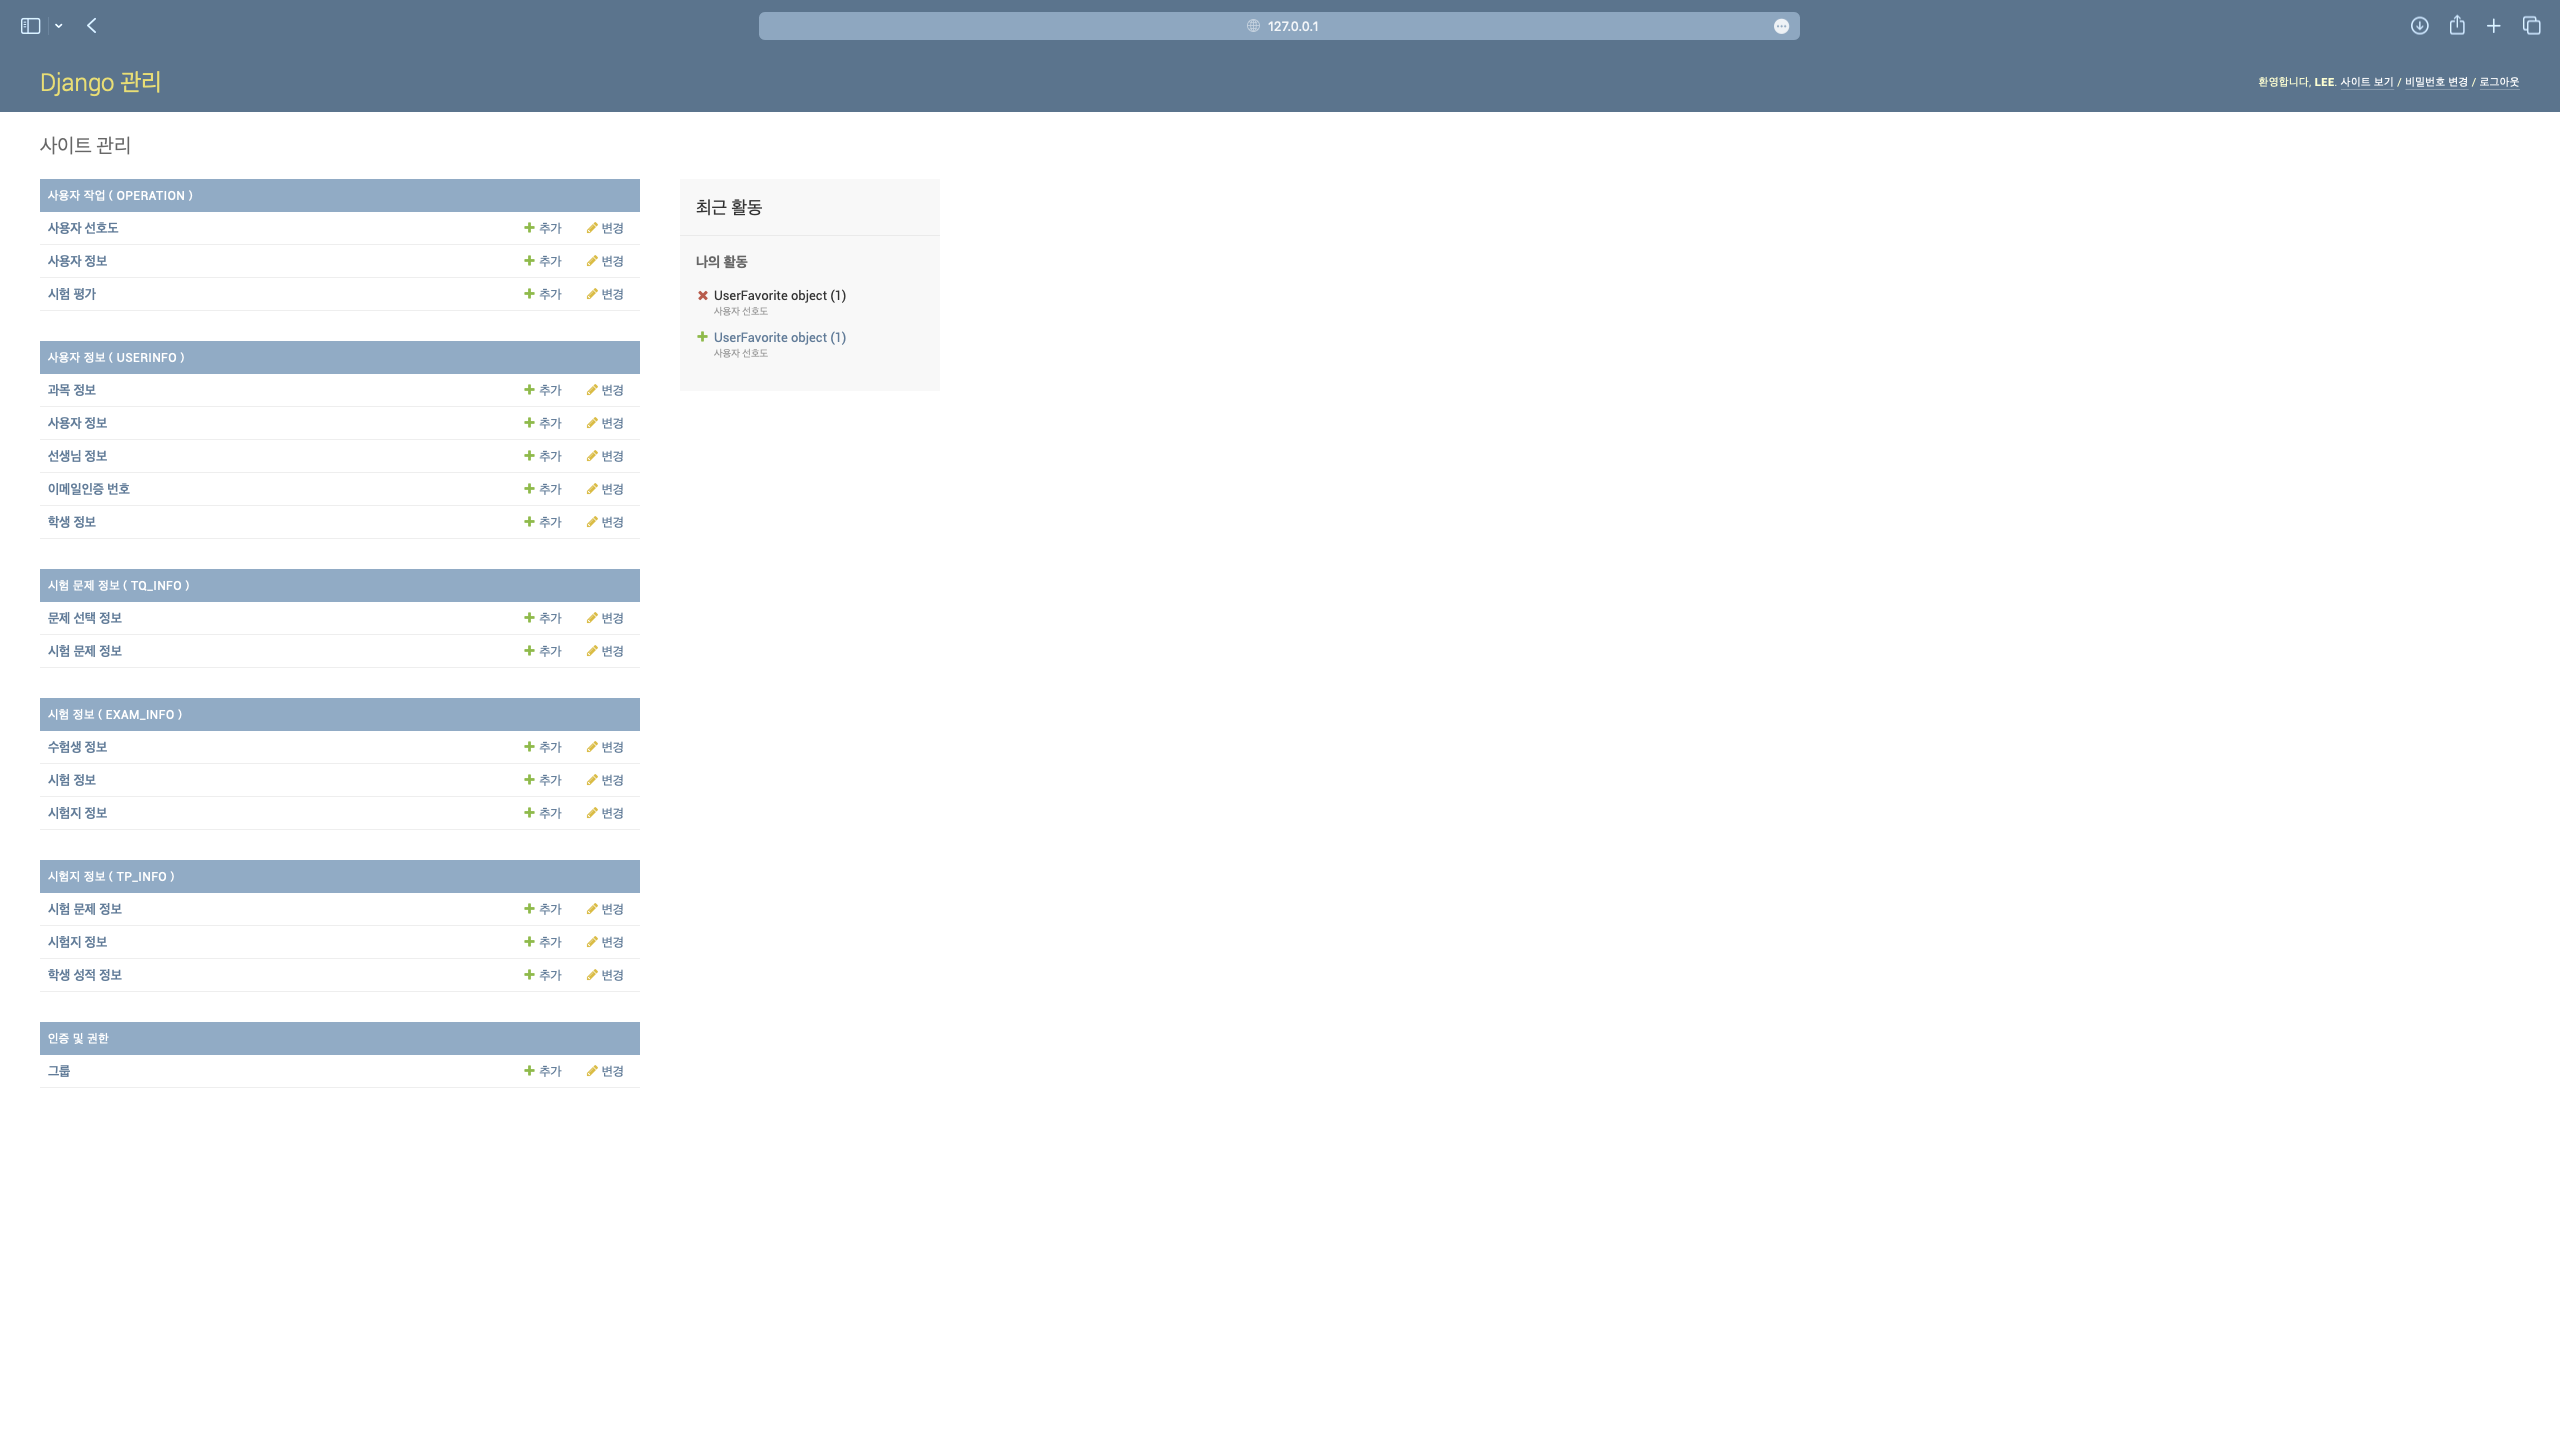 127.0.0.1
Django 관리
환영합니다, LEE. 사이트 보기 / 비밀번호 변경 / 로그아웃
사이트 관리
사용자 작업 ( OPERATION )
사용자 선호도 추가 변경
사용자 정보 추가 변경
시험 평가 추가 변경
사용자 정보 ( USERINFO )
과목 정보 추가 변경
사용자 정보 추가 변경
선생님 정보 추가 변경
이메일인증 번호 추가 변경
학생 정보 추가 변경
시험 문제 정보 ( TQ_INFO )
문제 선택 정보 추가 변경
시험 문제 정보 추가 변경
시험 정보 ( EXAM_INFO )
수험생 정보 추가 변경
시험 정보 추가 변경
시험지 정보 추가 변경
시험지 정보 ( TP_INFO )
시험 문제 정보 추가 변경
시험지 정보 추가 변경
학생 성적 정보 추가 변경
인증 및 권한
그룹 추가 변경
최근 활동
나의 활동
UserFavorite object (1)
사용자 선호도
UserFavorite object (1)
사용자 선호도